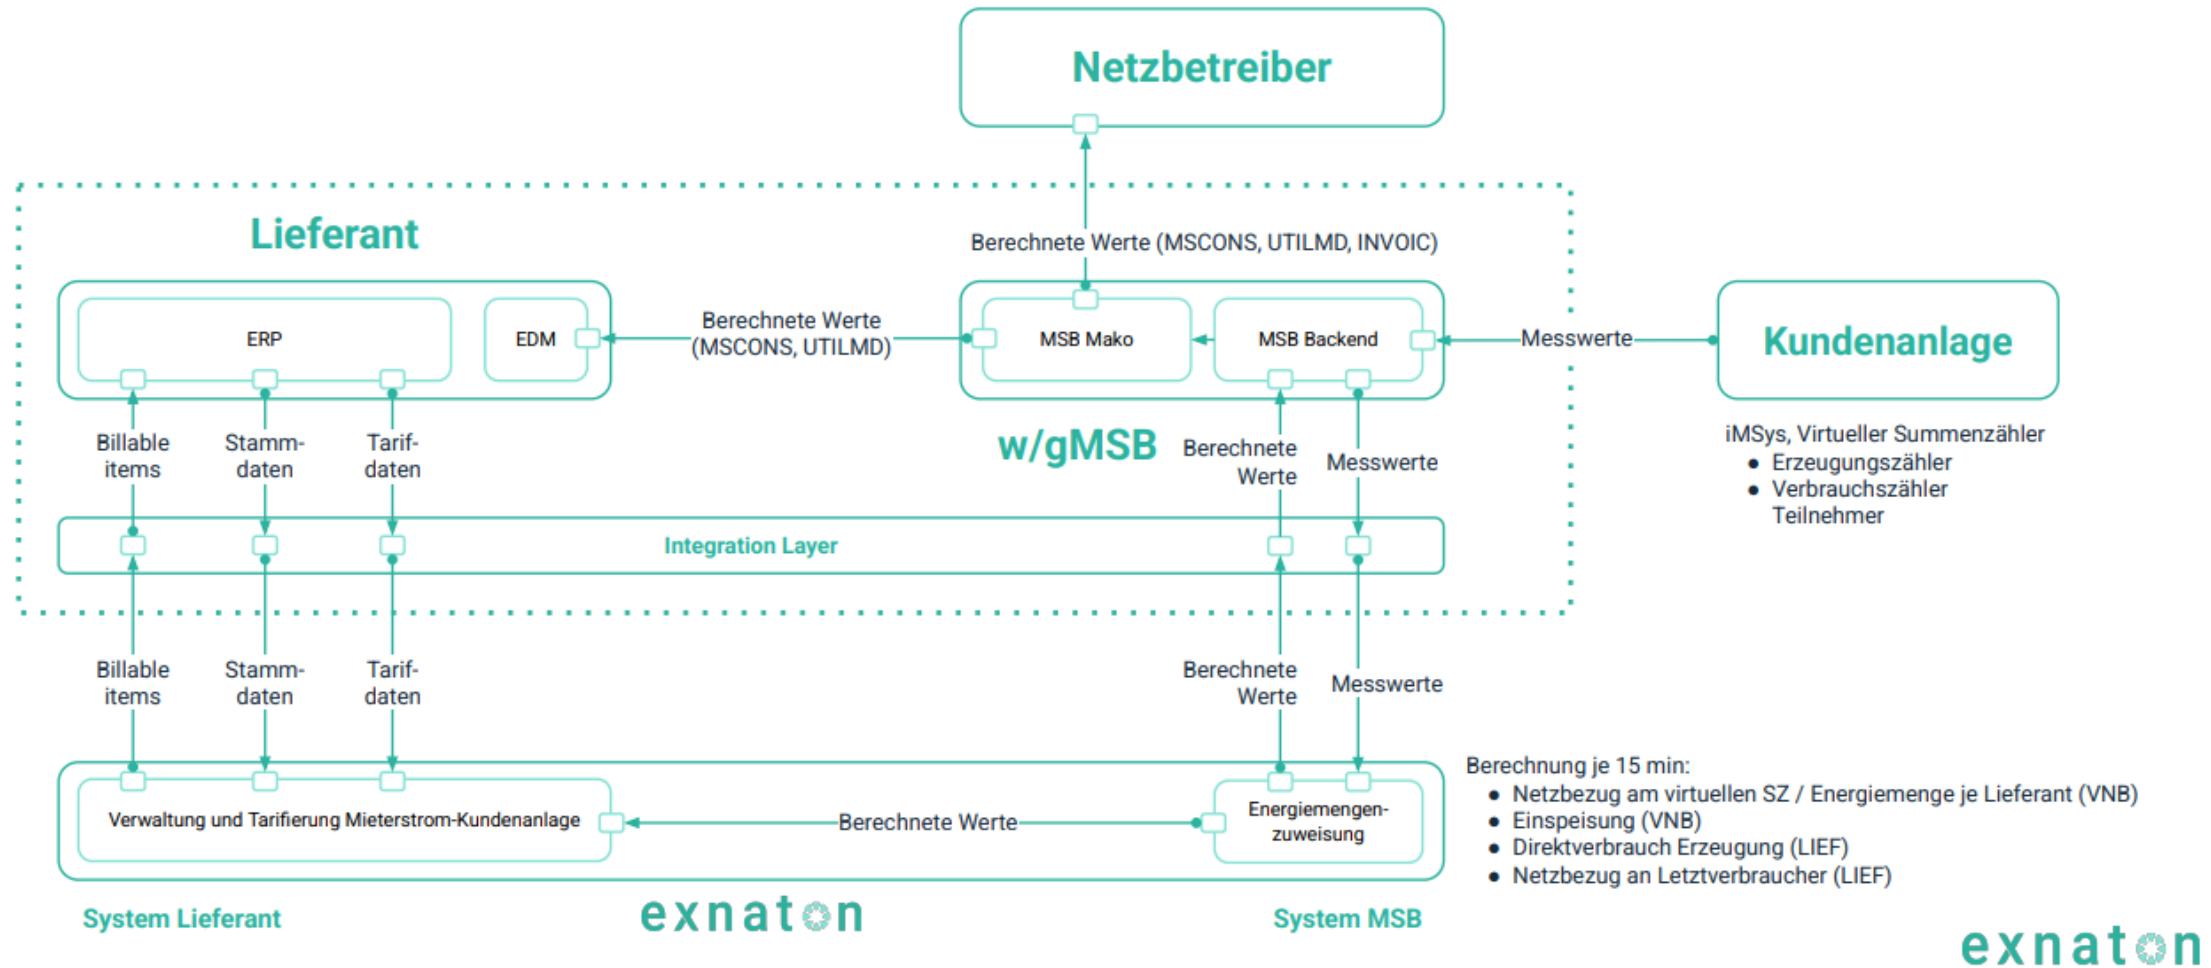 Netzbetreiber
Lieferant
Berechnete Werte (MSCONS, UTILMD, INVOIC)
ERP
EDM
Berechnete Werte
(MSCONS, UTILMD)
MSB Mako
MSB Backend
Messwerte
Kundenanlage
iMSys, Virtueller Summenzähler
● Erzeugungszähler
● Verbrauchszähler
Teilnehmer
Billable
items
Stamm-
daten
Tarif-
daten
w/gMSB
Berechnete
Werte
Messwerte
Integration Layer
Billable
items
Stamm-
daten
Tarif-
daten
Berechnete
Werte
Messwerte
Verwaltung und Tarifierung Mieterstrom-Kundenanlage
Berechnete Werte
Energiemengen-
zuweisung
Berechnung je 15 min:
● Netzbezug am virtuellen SZ / Energiemenge je Lieferant (VNB)
● Einspeisung (VNB)
● Direktverbrauch Erzeugung (LIEF)
● Netzbezug an Letztverbraucher (LIEF)
System Lieferant
exnaton
System MSB
exnaton